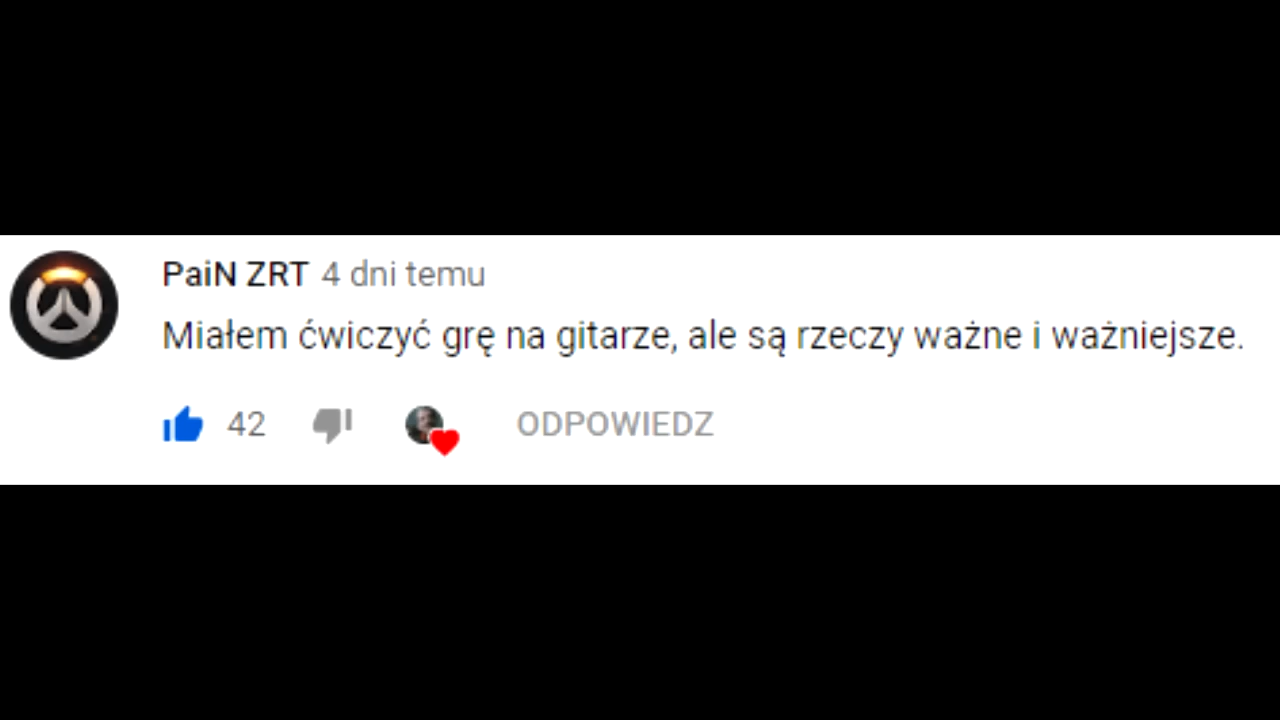 PaiN ZRT 4 dni temu
Miałem ćwiczyć grę na gitarze, ale są rzeczy ważne i ważniejsze.
42 ODPOWIEDZ